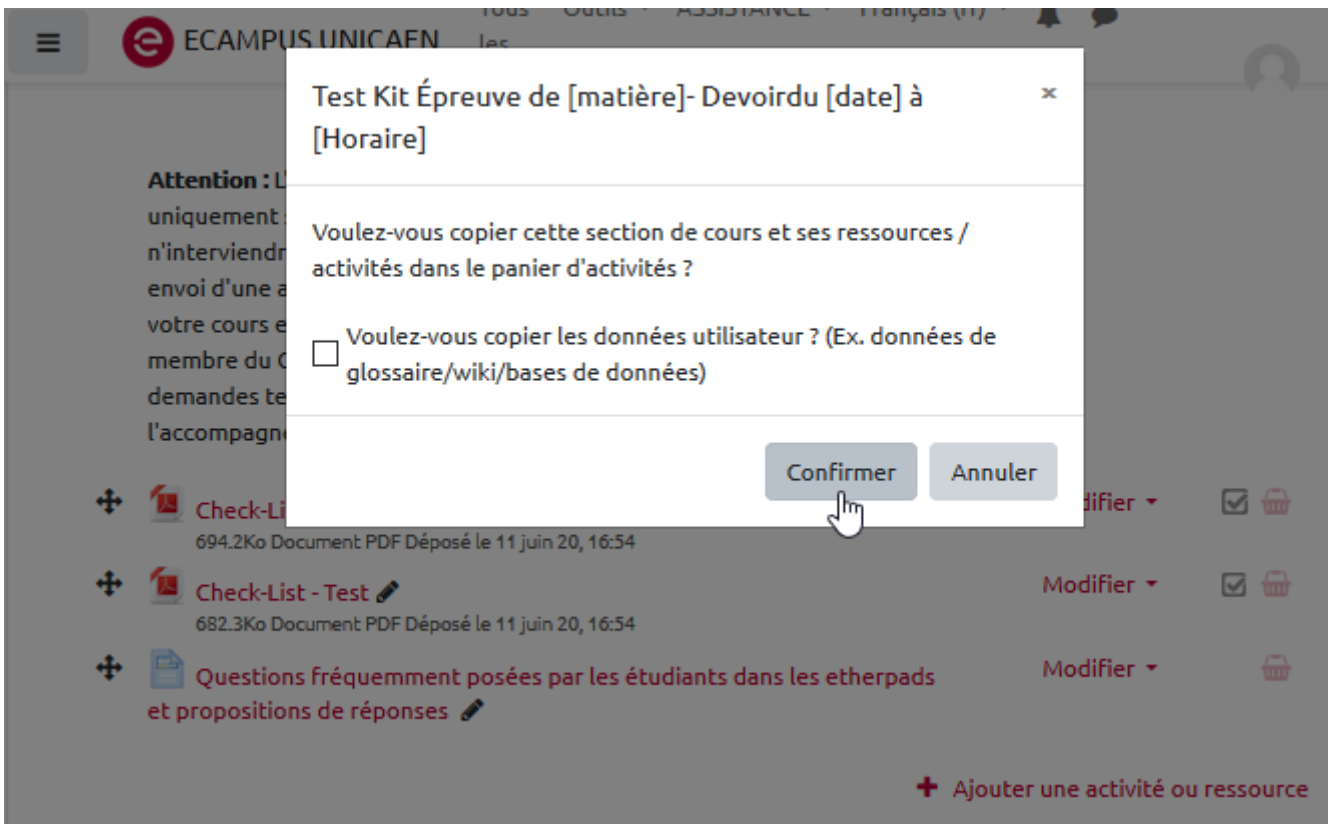 Tous Outils ASSISTANCE Français (fr)
ECAMPUS UNICAEN les
Test Kit Épreuve de [matière]- Devoirdu [date] à
[Horaire]
×
Attention : L'
uniquement
n'interviendr
envoi d'une a
votre cours e
membre du
demandes te
l'accompagn
Voulez-vous copier cette section de cours et ses ressources /
activités dans le panier d'activités ?
Voulez-vous copier les données utilisateur ? (Ex. données de
glossaire/wiki/bases de données)
Confirmer Annuler
Check-Li
difier
694.2Ko Document PDF Déposé le 11 juin 20, 16:54
Check-List - Test
Modifier
682.3Ko Document PDF Déposé le 11 juin 20, 16:54
Questions fréquemment posées par les étudiants dans les etherpads
Modifier
et propositions de réponses
+ Ajouter une activité ou ressource